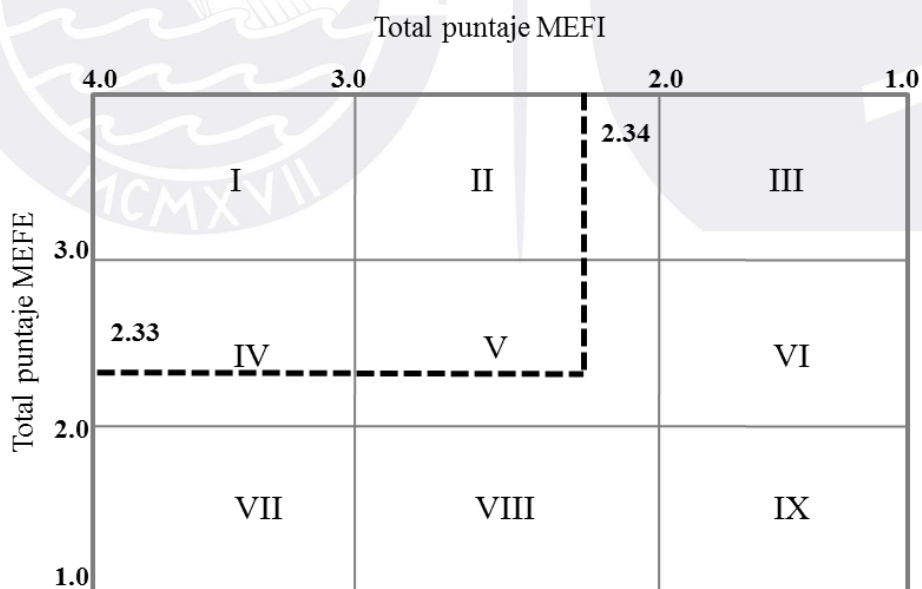 Total puntaje MEFI
4.0 3.0 2.0 1.0
2.34
I II III
MCMXVII
Total puntaje MEFE
3.0
2.33
IV V VI
2.0
VII VIII IX
1.0